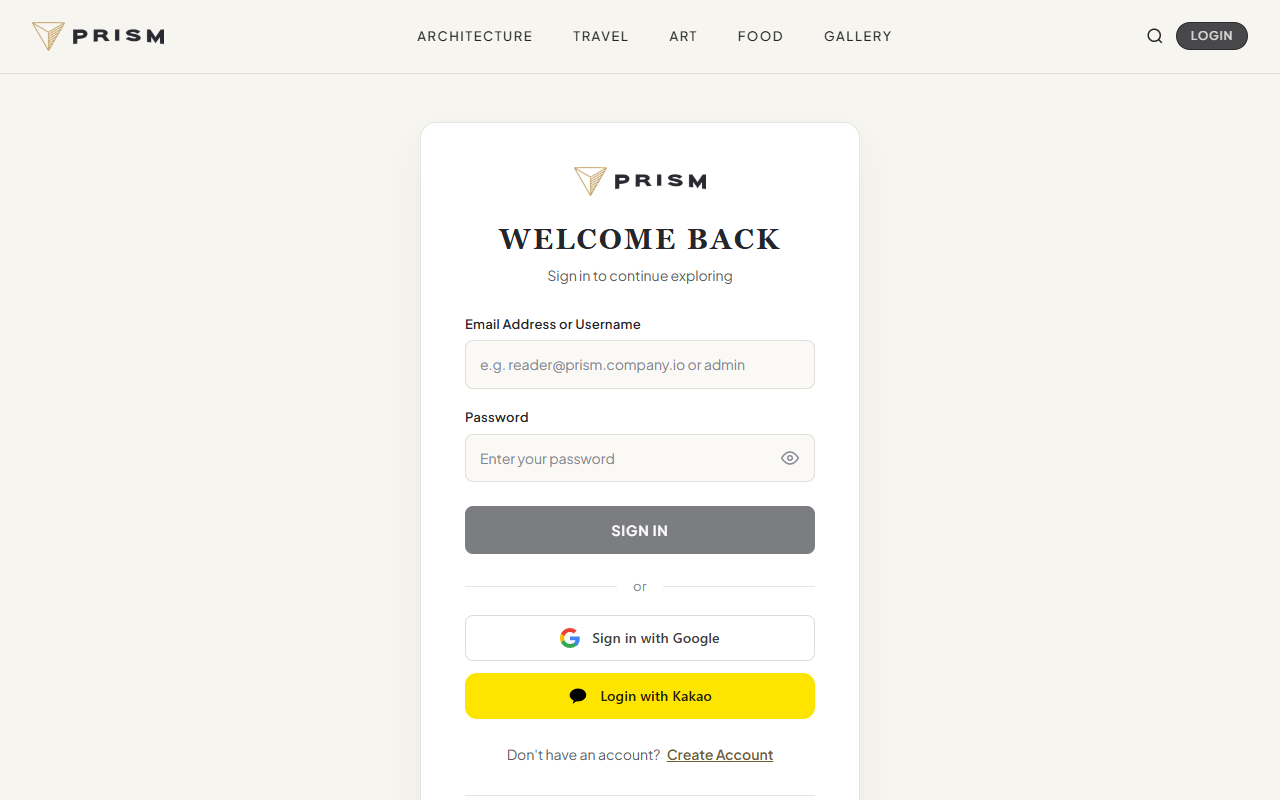 PRISM
ARCHITECTURE TRAVEL ART FOOD GALLERY
LOGIN
PRISM
WELCOME BACK
Sign in to continue exploring
Email Address or Username
e.g. reader@prism.company.io or admin
Password
Enter your password
SIGN IN
or
Sign in with Google
Login with Kakao
Don't have an account? Create Account